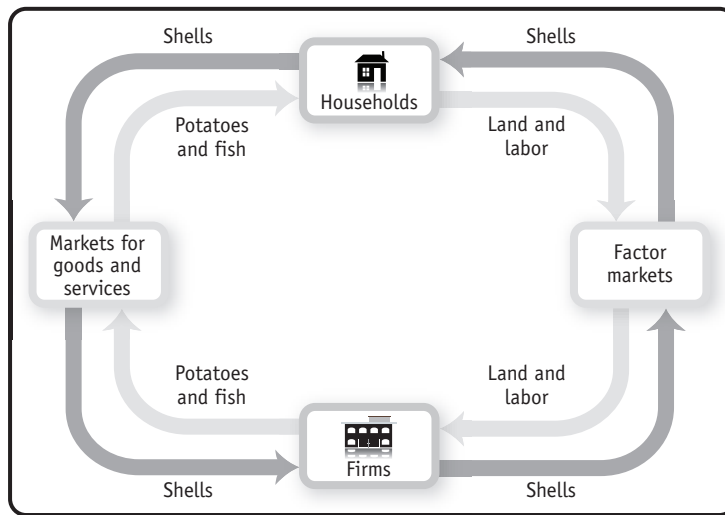 Shells
Shells
Households
Potatoes
and fish
Land and
labor
Markets for
goods and
services
Factor
markets
Potatoes
and fish
Land and
labor
Firms
Shells
Shells